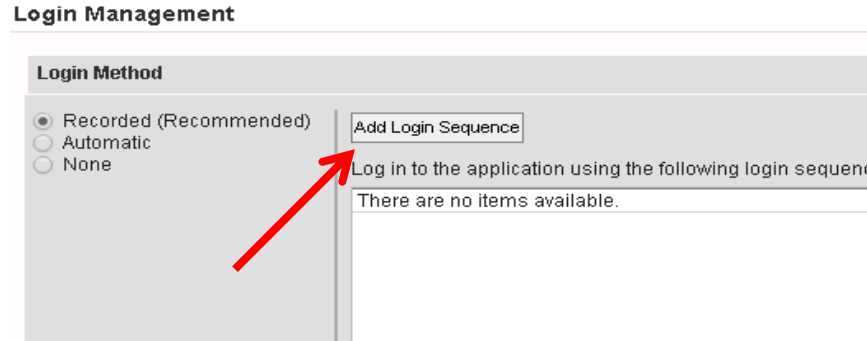 Login Management
Login Method
Recorded (Recommended)
Automatic
None
Add Login Sequence
Log in to the application using the following login
There are no items available.